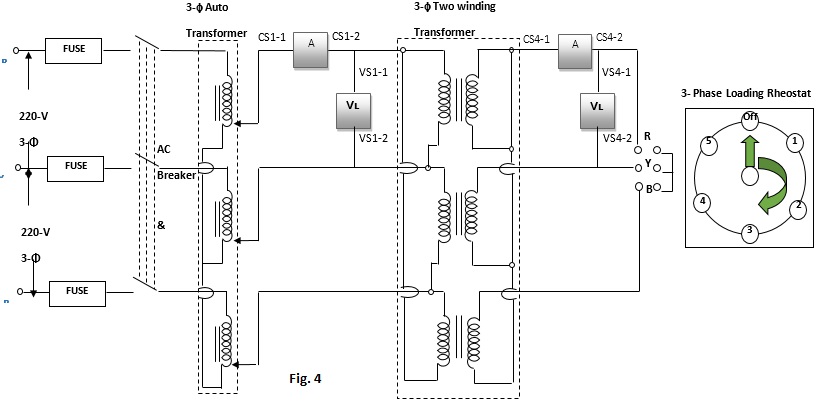 3-ϕ Auto
Transformer
3-ϕ Two winding
Transformer
CS1-1
A
CS1-2
VS1-1
VL
VS1-2
CS4-1
A
CS4-2
VS4-1
VL
VS4-2
FUSE
FUSE
FUSE
220-V
3-Φ
220-V
3-Φ
AC
Breaker
&
R
Y
B
3- Phase Loading Rheostat
Off
1
2
3
4
5
Fig. 4